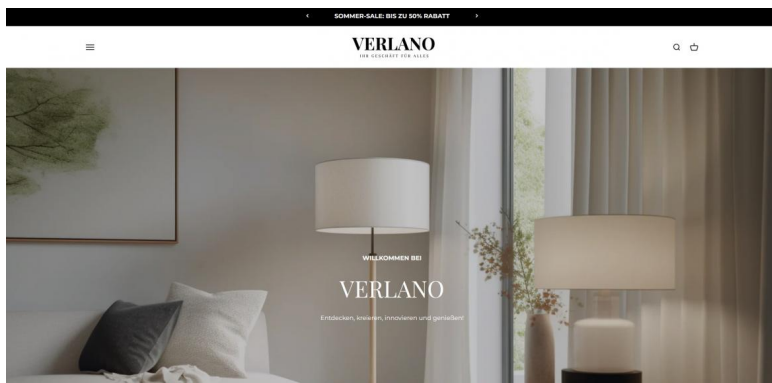 SOMMER-SALE: BIS ZU 50% RABATT
VERLANO
IHR GESCHÄFT FÜR ALLES
WILLKOMMEN BEI
VERLANO
Entdecken, kreieren, innovieren und genießen!